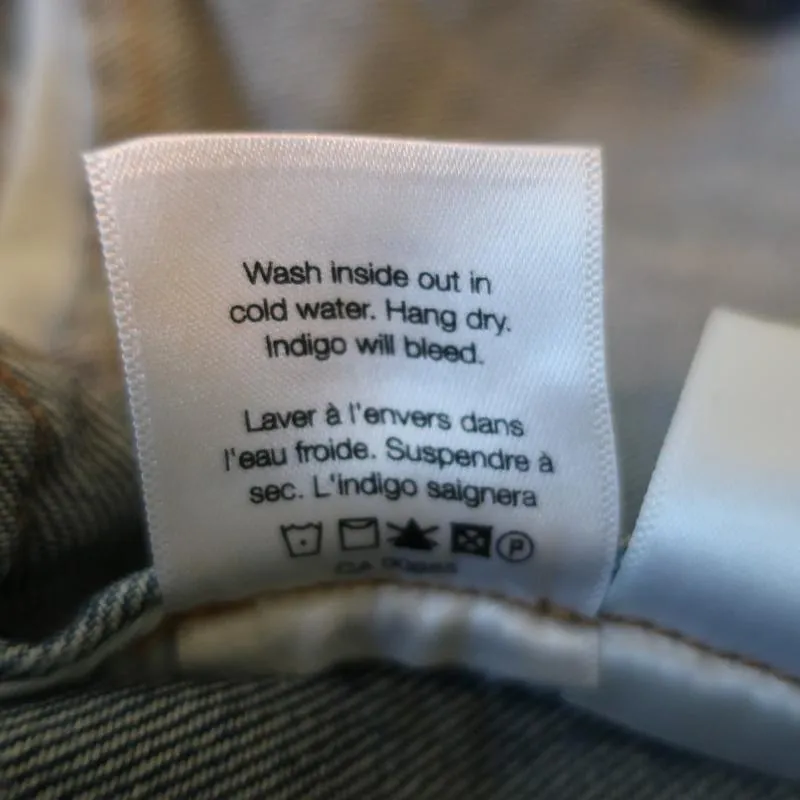 Wash inside out in
cold water. Hang dry.
Indigo will bleed.
Laver à l'envers dans
l'eau froide. Suspendre à
sec. L'indigo saignera
P